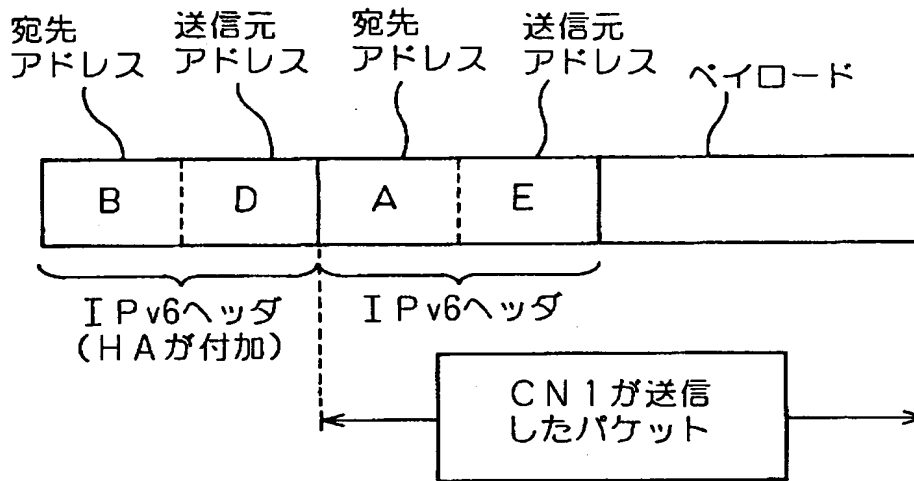 宛先
アドレス
送信元
アドレス
宛先
アドレス
送信元
アドレス
ペイロード
B
D
A
E
IPv6ヘッダ
(HAが付加)
IPv6ヘッダ
CN1が送信
したパケット